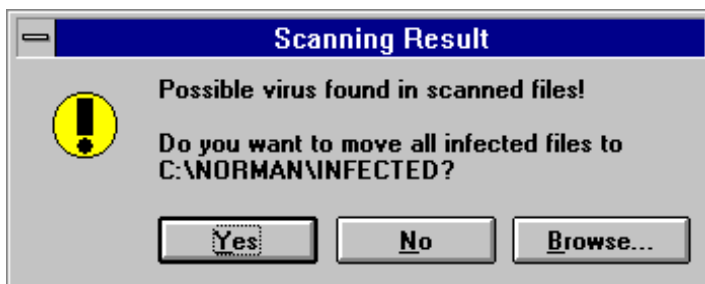 Scanning Result
Possible virus found in scanned files!
Do you want to move all infected files to
C:\NORMAN\INFECTED?
Yes No Browse...